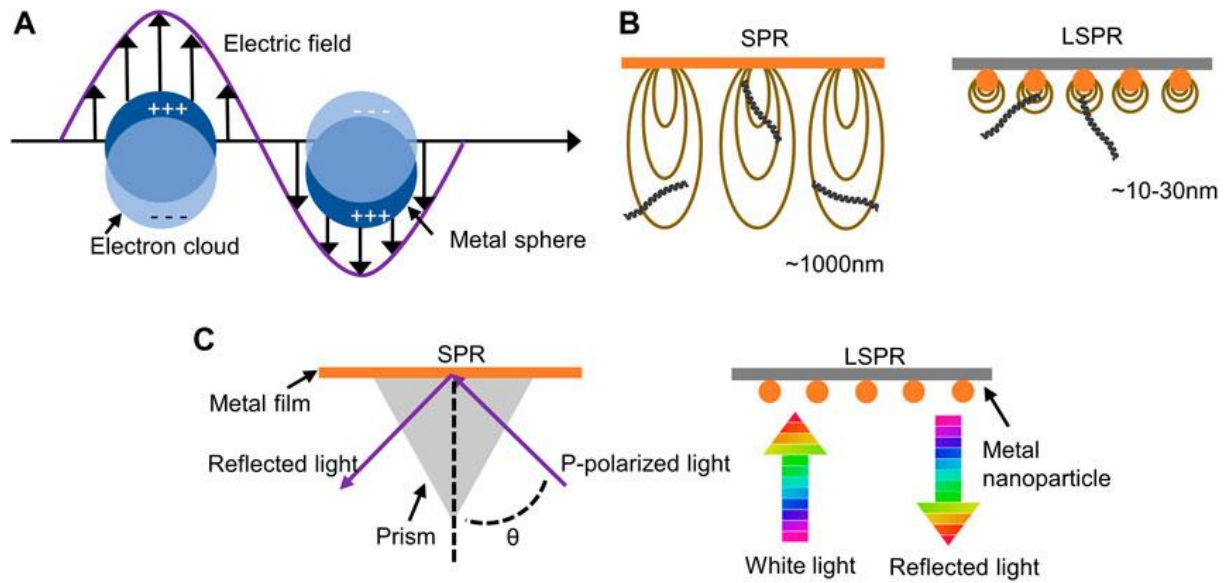 A
Electric field
+++
- - -
- - -
+++
Electron cloud
Metal sphere
B
SPR
LSPR
~1000nm
~10-30nm
C
SPR
Metal film
Reflected light
P-polarized light
Prism
θ
LSPR
Metal
nanoparticle
White light
Reflected light